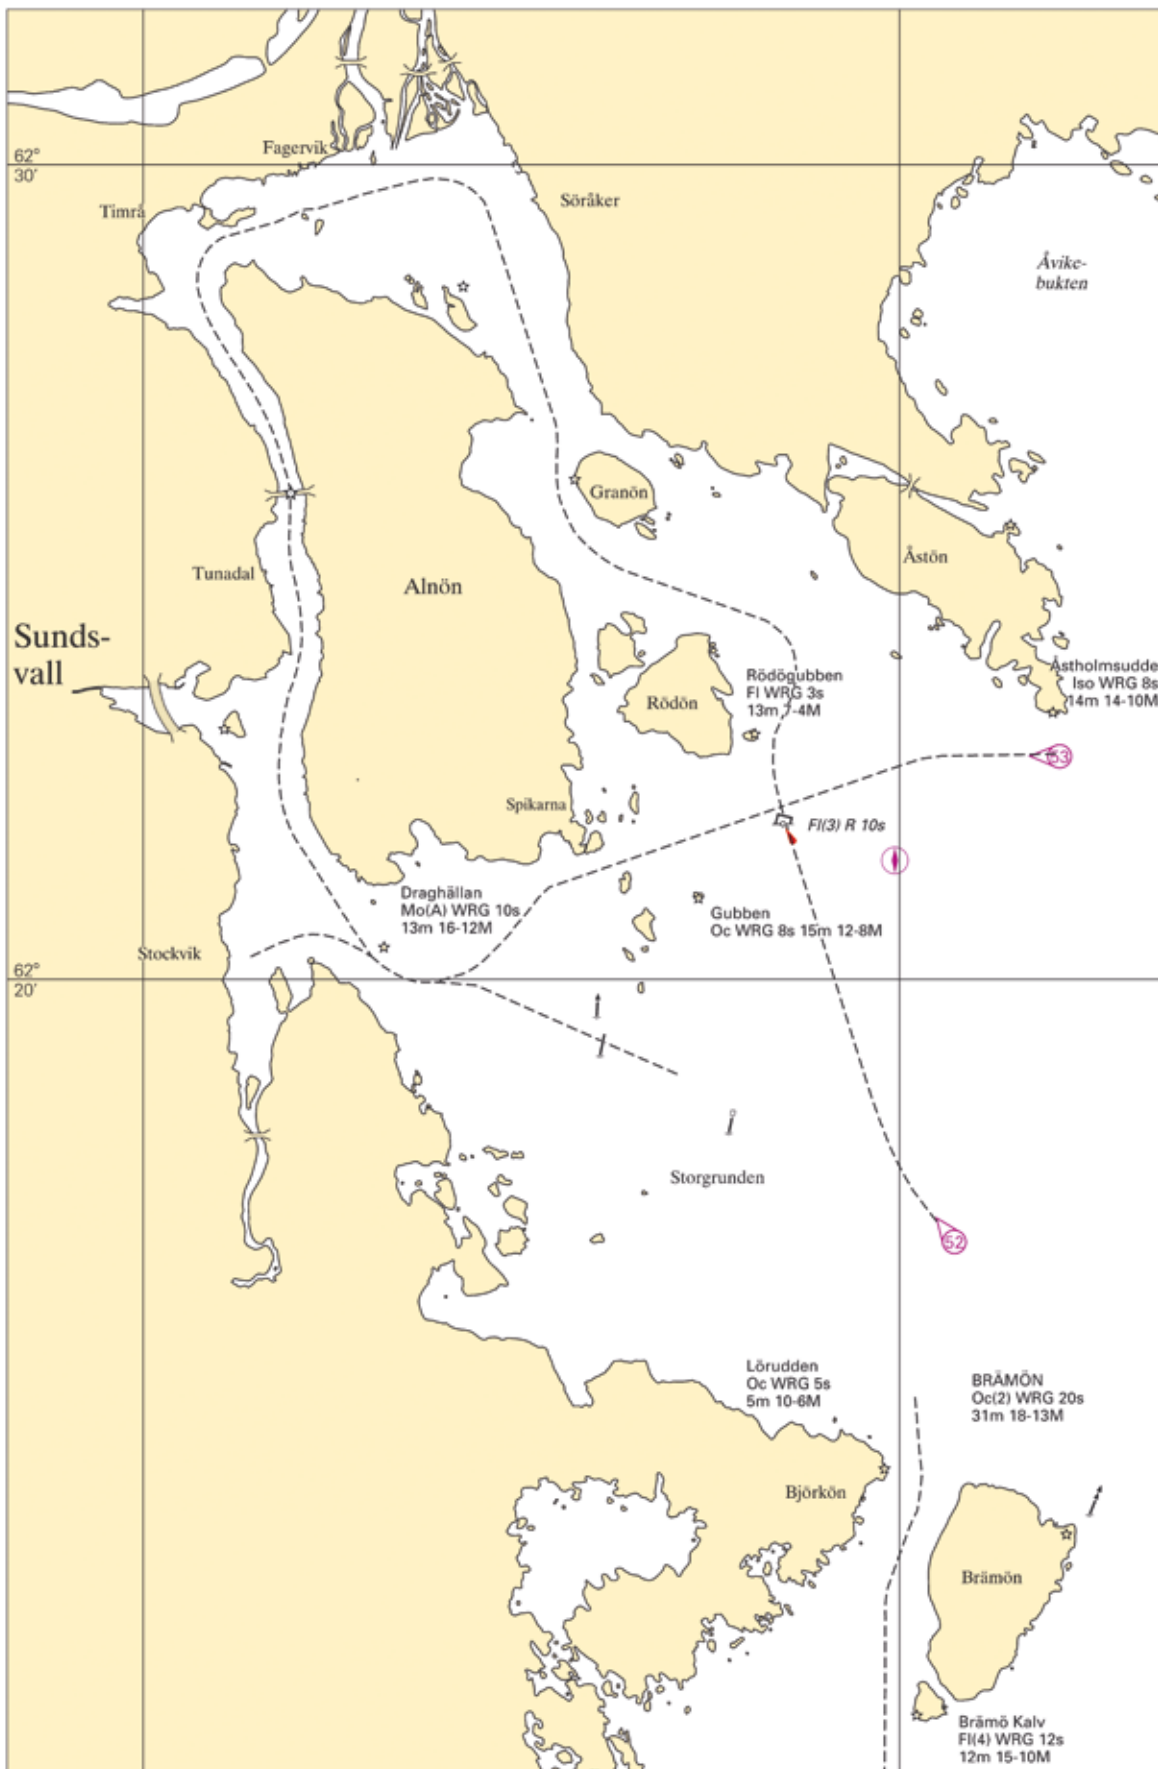 Fagervik
62°
30'
Timrå
Söråker
Åvike-
bukten
Granön
Åstön
Tunadal
Alnön
Sunds-
vall
Åstholmsudde
Iso WRG 8s
14m 14-10M
Rödögubben
Fl WRG 3s
13m 7-4M
Rödön
53
Spikarna
Fl(3) R 10s
Draghällan
Mo(A) WRG 10s
13m 16-12M
Gubben
Oc WRG 8s 15m 12-8M
Stockvik
62°
20'
Storgrunden
52
Lörudden
Oc WRG 5s
5m 10-6M
BRÄMÖN
Oc(2) WRG 20s
31m 18-13M
Björkön
Brämön
Brämö Kalv
Fl(4) WRG 12s
12m 15-10M